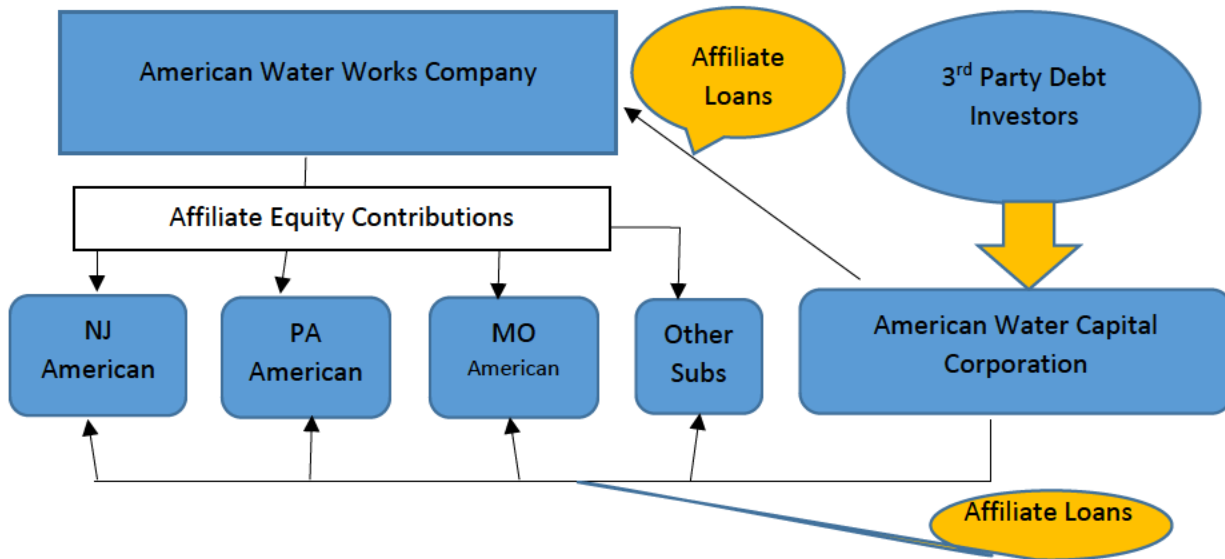 American Water Works Company
Affiliate
Loans
3rd Party Debt
Investors
Affiliate Equity Contributions
NJ
American
PA
American
MO
American
Other
Subs
American Water Capital
Corporation
Affiliate Loans